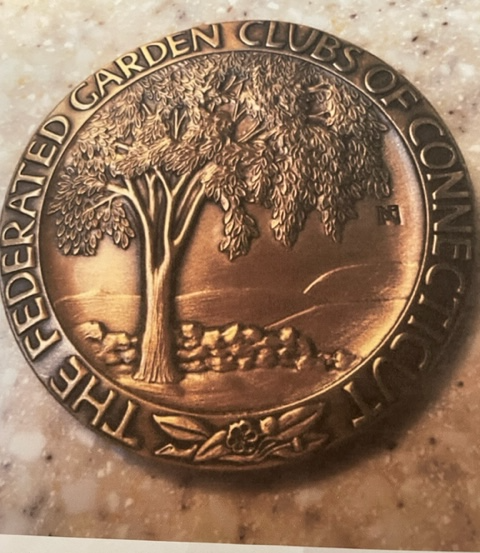 THE FEDERATED GARDEN CLUBS OF CONNECTICUT